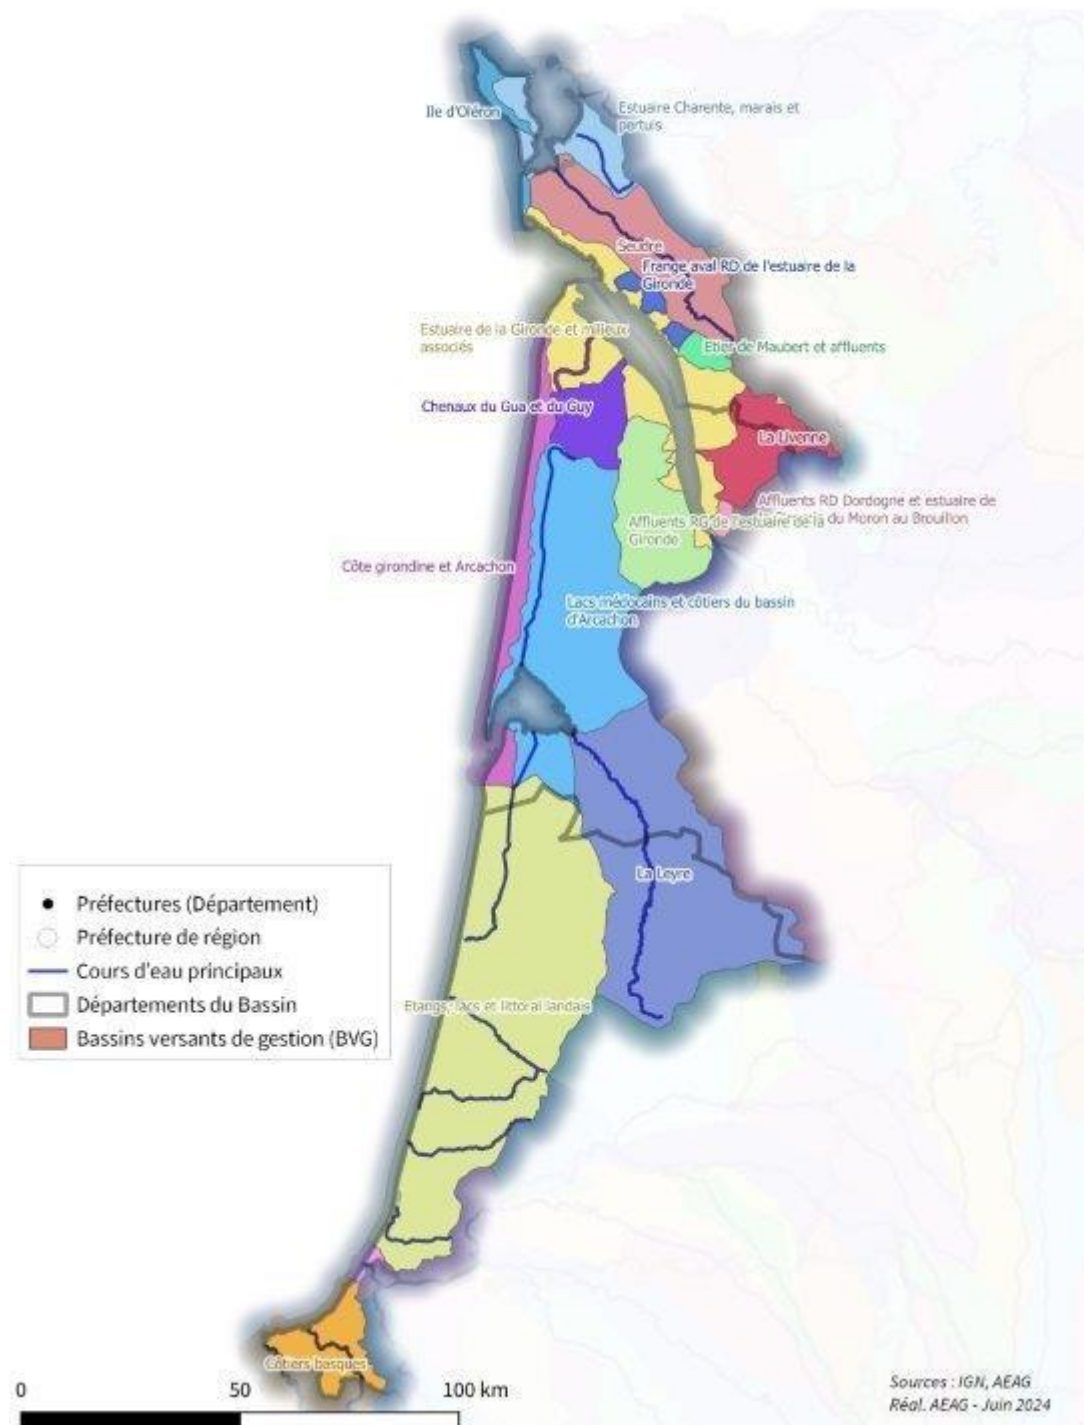 Ile d'Oléron
Estuaire Charente, marais et
pertuis
Seudre
Frange aval RD de l'estuaire de la
Gironde
Estuaire de la Gironde et milieux
associés
Etier de Maubert et affluents
Chenaux du Gua et du Guy
La Livenne
Affluents RD Dordogne et estuaire de
du Moron au Brouillon
Affluents RG de l'estuaire de la
Gironde
Côte girondine et Arcachon
Lacs médocains et côtiers du bassin
d'Arcachon
La Leyre
Préfectures (Département)
Préfecture de région
Cours d'eau principaux
Départements du Bassin
Bassins versants de gestion (BVG)
Etangs, lacs et littoral landais
Côtiers basques
0 50 100 km
Sources : IGN, AEAG
Réal. AEAG - Juin 2024